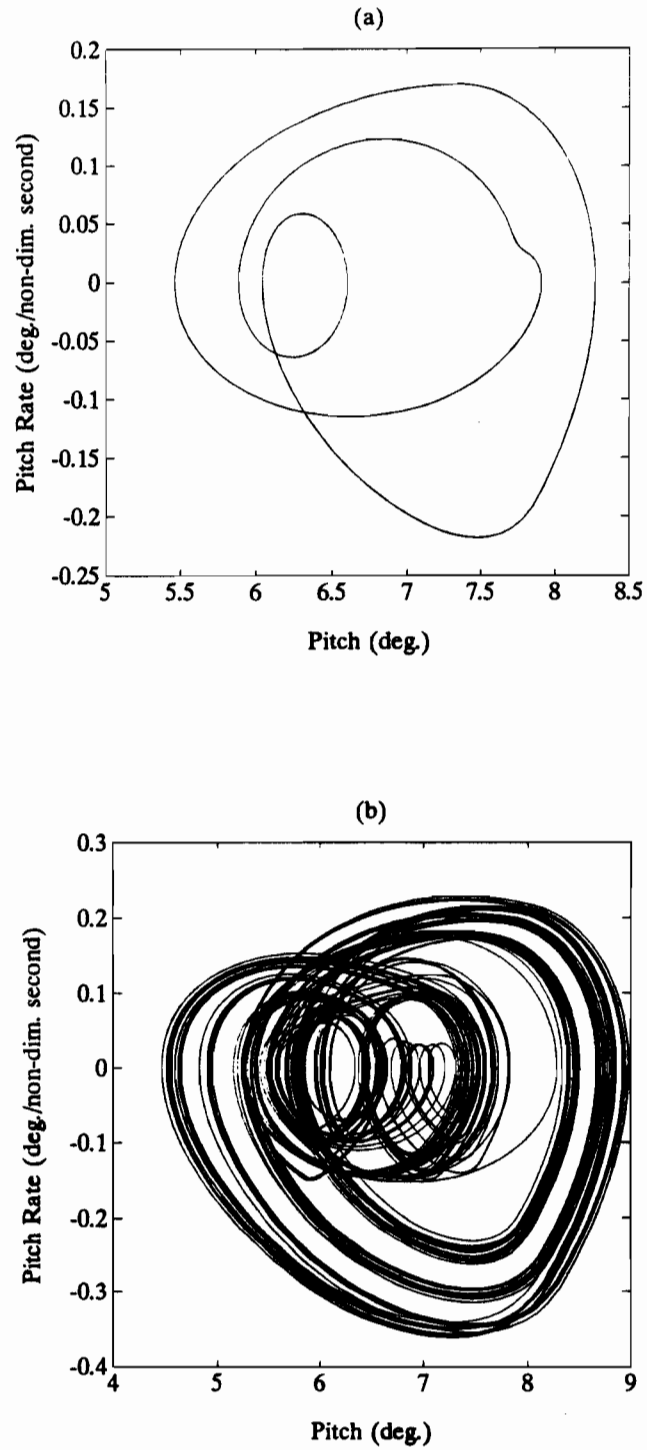 (a)
0.2
0.15
0.1
0.05
0
-0.05
-0.1
-0.15
-0.2
-0.25
Pitch Rate (deg./non-dim. second)
5 5.5 6 6.5 7 7.5 8 8.5
Pitch (deg.)
(b)
0.3
0.2
0.1
0
-0.1
-0.2
-0.3
-0.4
Pitch Rate (deg./non-dim. second)
4 5 6 7 8 9
Pitch (deg.)